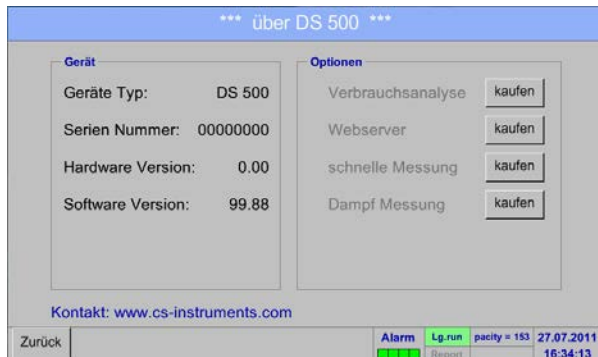 *** über DS 500 ***
Gerät
Geräte Typ: DS 500
Serien Nummer: 00000000
Hardware Version: 0.00
Software Version: 99.88
Optionen
Verbrauchsanalyse kaufen
Webserver kaufen
schnelle Messung kaufen
Dampf Messung kaufen
Kontakt: www.cs-instruments.com
Zurück
Alarm Lg.run pacity = 153 27.07.2011
Report 16:34:13